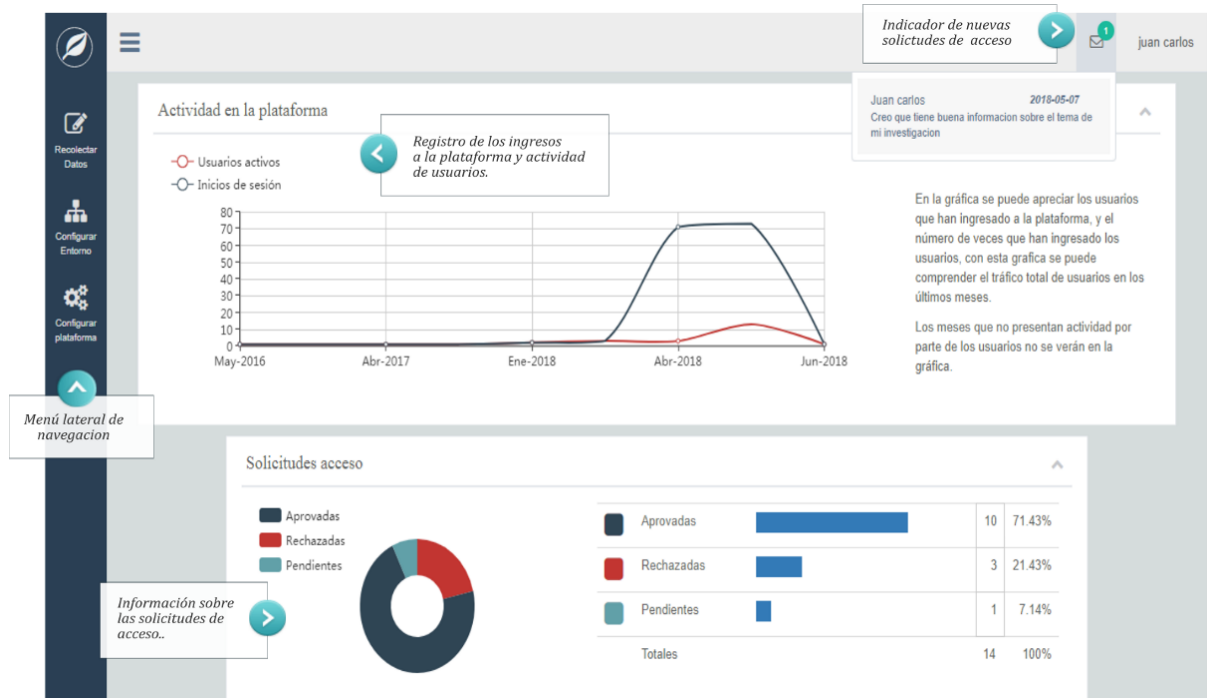 Indicador de nuevas
solictudes de acceso
1
juan carlos
Juan carlos 2018-05-07
Creo que tiene buena informacion sobre el tema de
mi investigacion
Recolectar
Datos
Configurar
Entorno
Configurar
plataforma
Menú lateral de
navegacion
Actividad en la plataforma
Registro de los ingresos
a la plataforma y actividad
de usuarios.
Usuarios activos
Inicios de sesión
80
70
60
50
40
30
20
10
0
May-2016 Abr-2017 Ene-2018 Abr-2018 Jun-2018
En la gráfica se puede apreciar los usuarios
que han ingresado a la plataforma, y el
número de veces que han ingresado los
usuarios, con esta grafica se puede
comprender el tráfico total de usuarios en los
últimos meses.
Los meses que no presentan actividad por
parte de los usuarios no se verán en la
gráfica.
Solicitudes acceso
Aprovadas
Rechazadas
Pendientes
Información sobre
las solicitudes de
acceso..
Aprovadas 10 71.43%
Rechazadas 3 21.43%
Pendientes 1 7.14%
Totales 14 100%